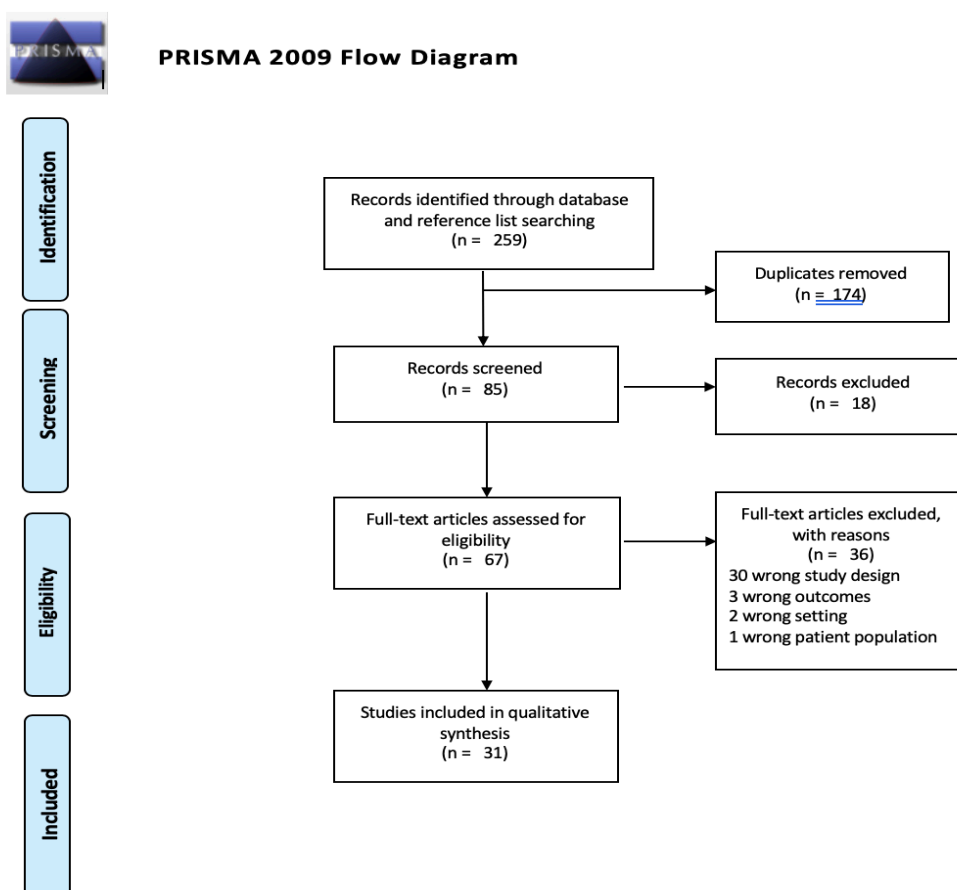 PRISMA
PRISMA 2009 Flow Diagram
Identification
Records identified through database
and reference list searching
(n = 259)
Duplicates removed
(n = 174)
Screening
Records screened
(n = 85)
Records excluded
(n = 18)
Eligibility
Full-text articles assessed for
eligibility
(n = 67)
Full-text articles excluded,
with reasons
(n = 36)
30 wrong study design
3 wrong outcomes
2 wrong setting
1 wrong patient population
Included
Studies included in qualitative
synthesis
(n = 31)